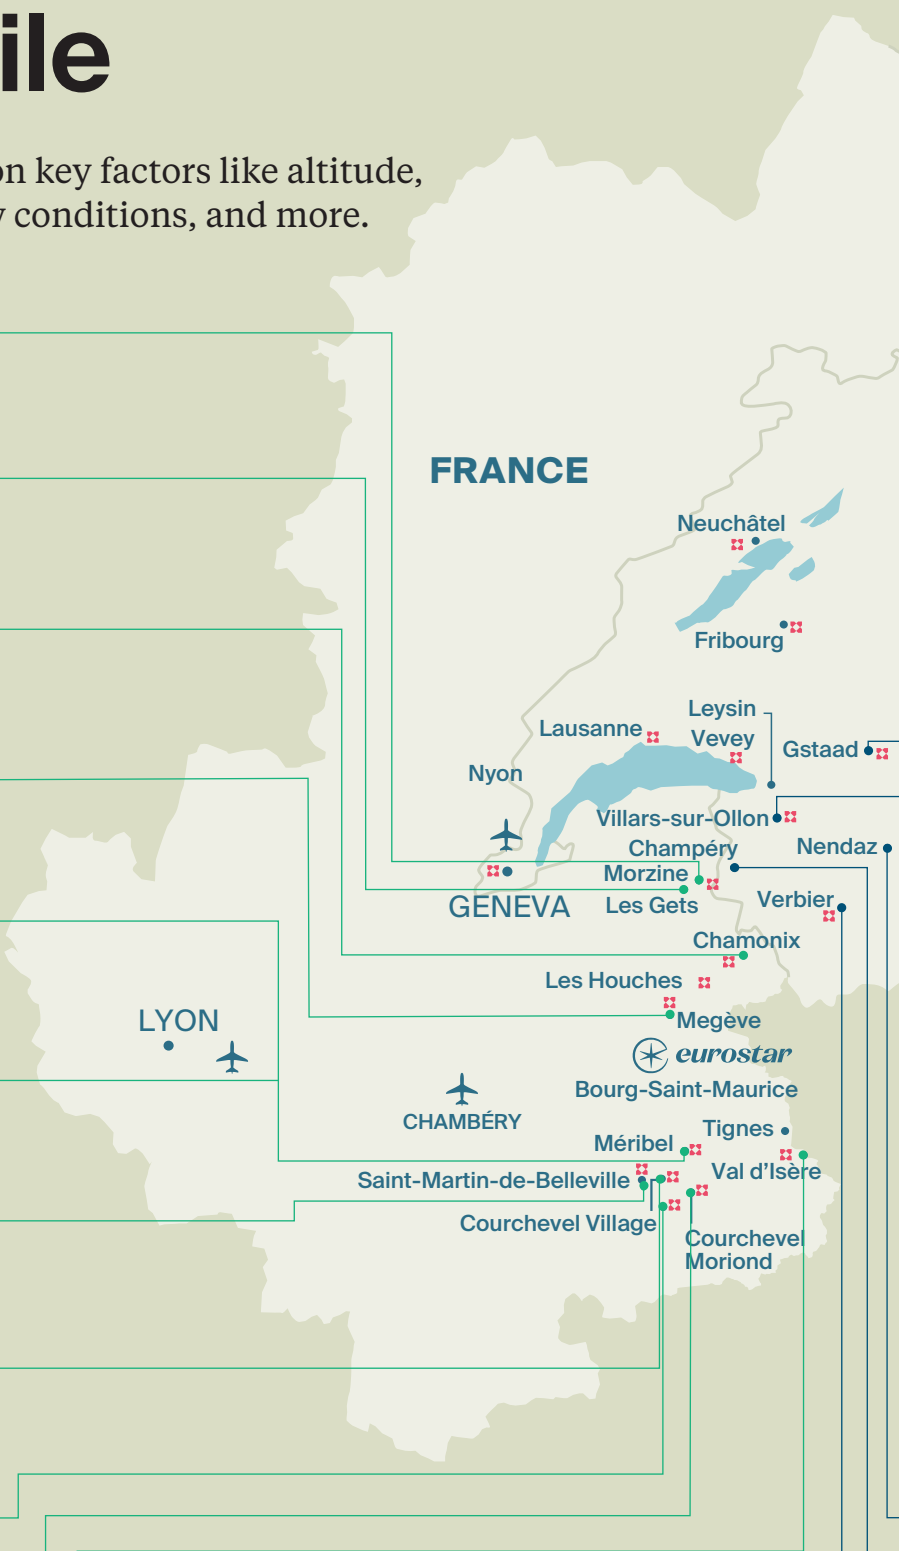 ile
on key factors like altitude,
conditions, and more.
FRANCE
Neuchâtel
Fribourg
Leysin
Lausanne
Vevey
Gstaad
Nyon
Villars-sur-Ollon
Champéry
Nendaz
Morzine
GENEVA
Les Gets
Verbier
Chamonix
Les Houches
LYON
Megève
eurostar
Bourg-Saint-Maurice
CHAMBÉRY
Tignes
Méribel
Val d'Isère
Saint-Martin-de-Belleville
Courchevel Village
Courchevel
Moriond